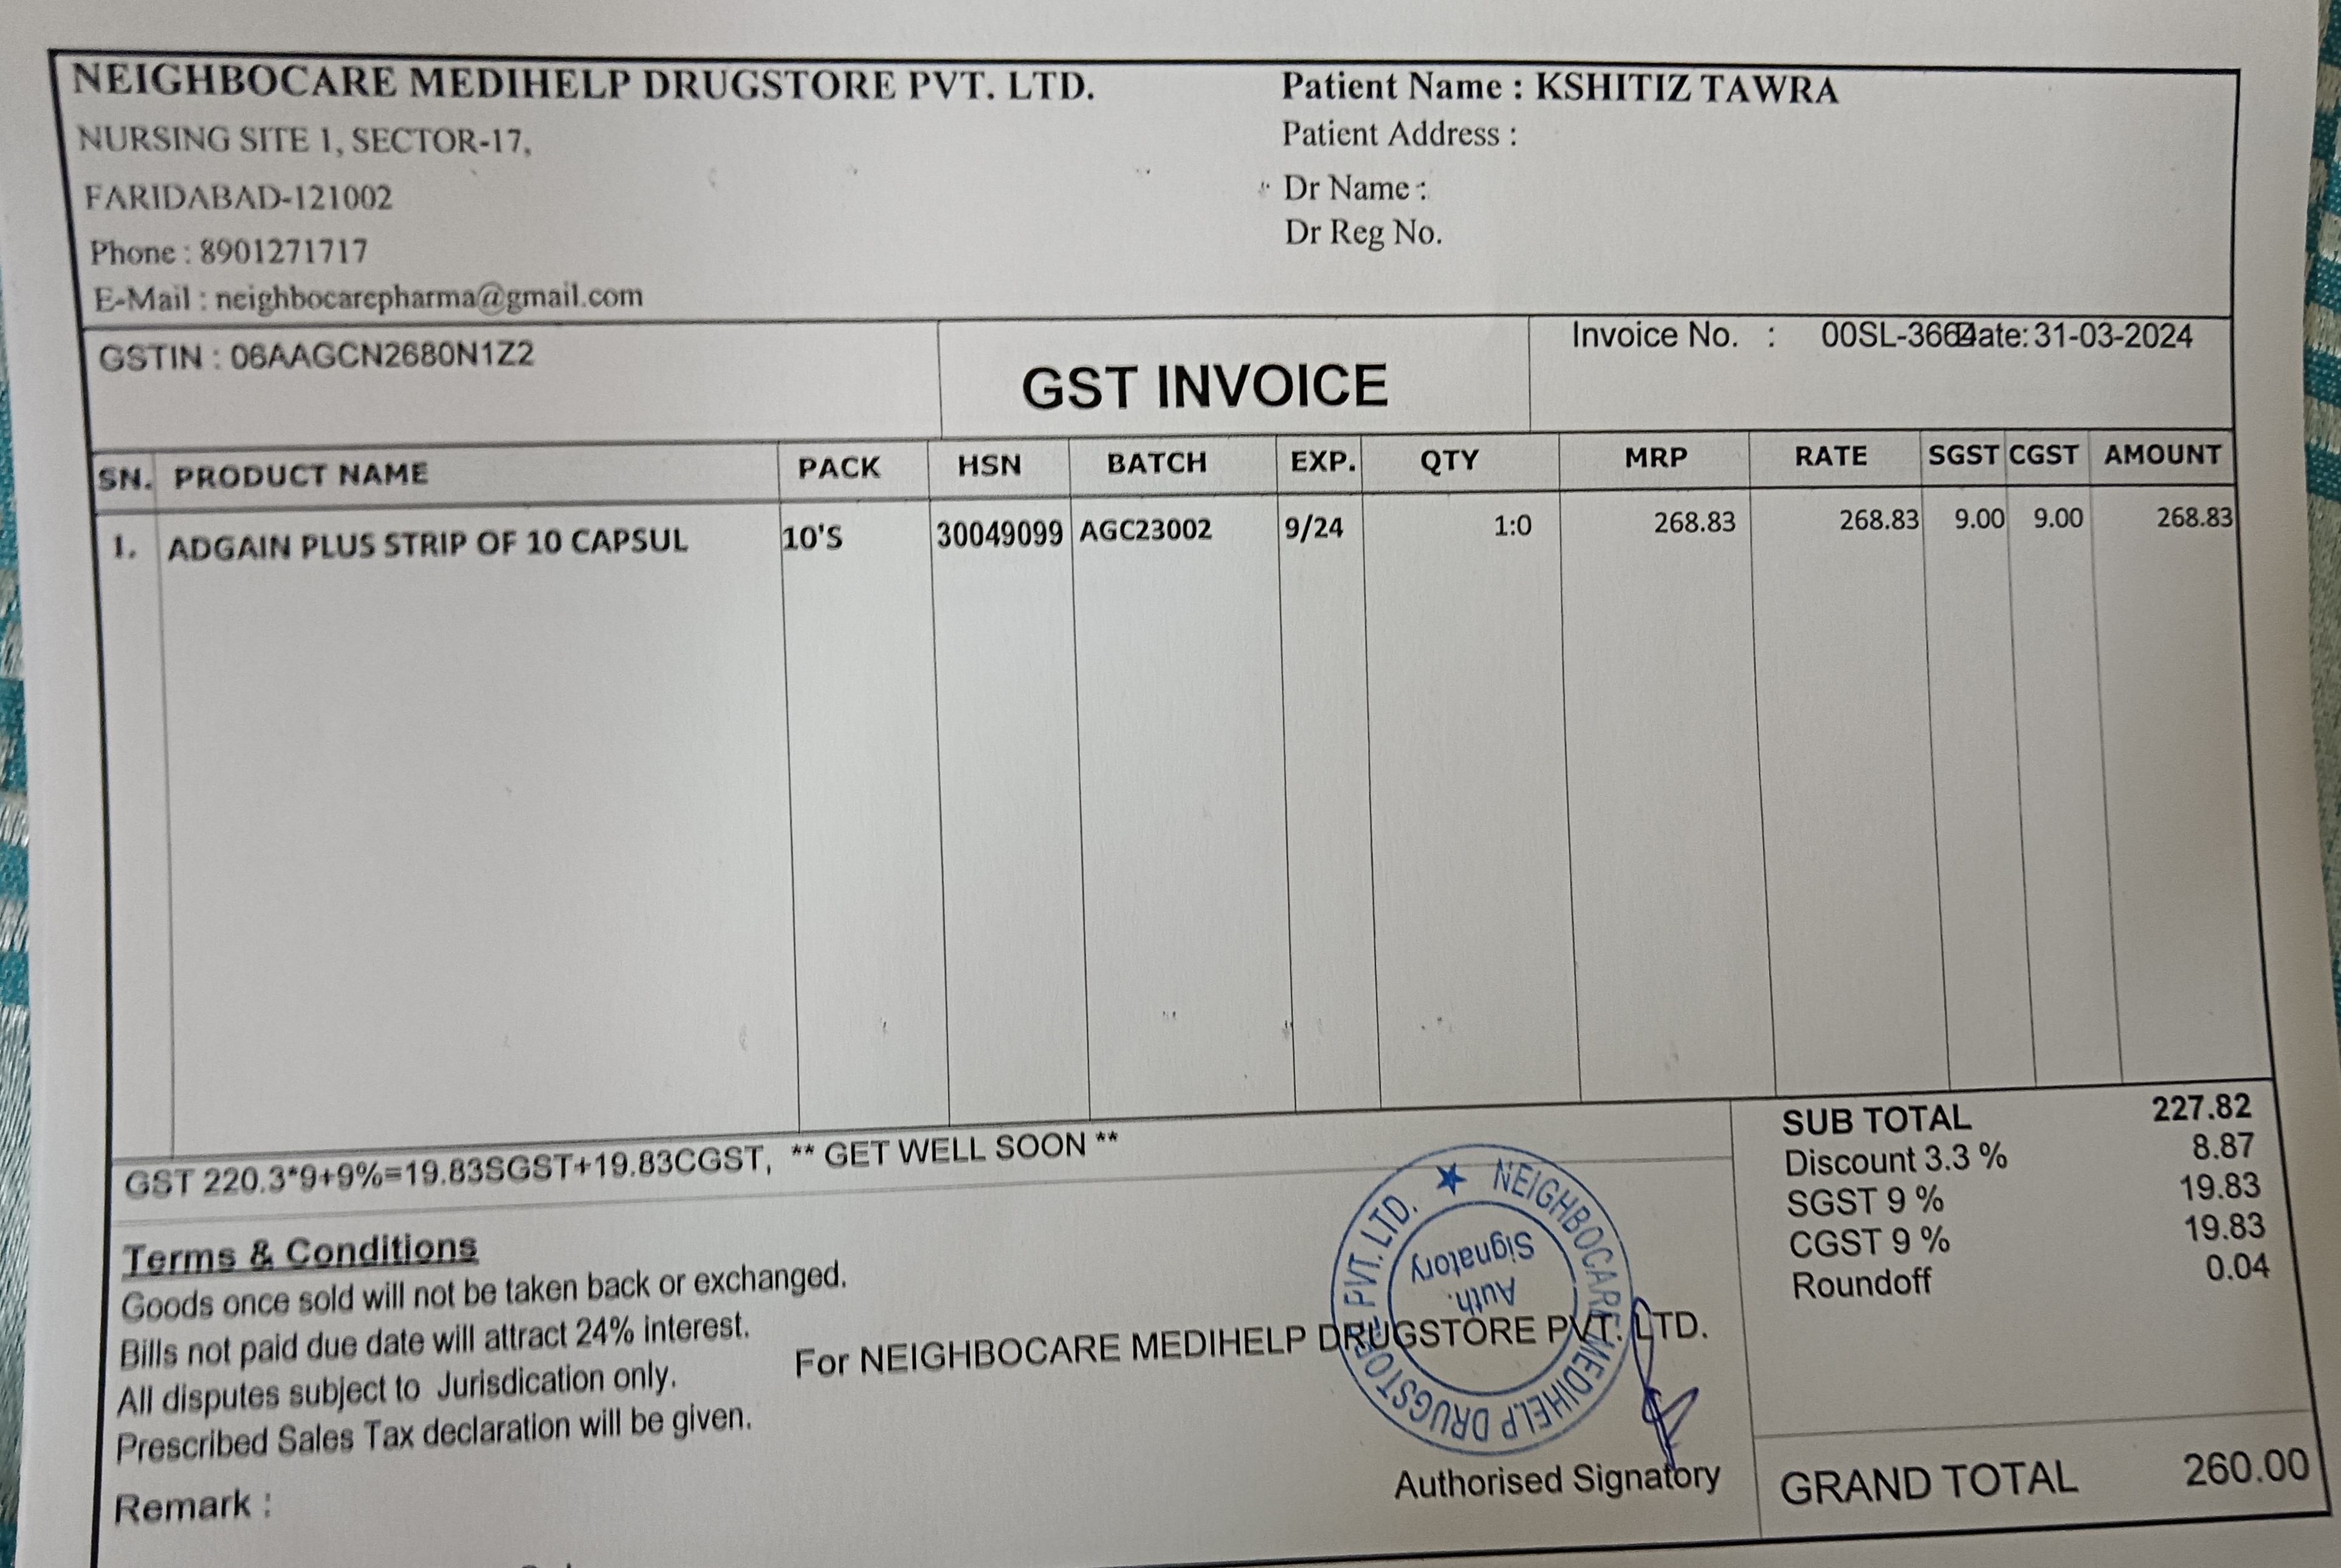 NEIGHBOCARE MEDIHELP DRUGSTORE PVT. LTD.
NURSING SITE 1, SECTOR-17,
FARIDABAD-121002
Phone : 8901271717
E-Mail : neighbocarepharma@gmail.com
Patient Name : KSHITIZ TAWRA
Patient Address :
Dr Name :
Dr Reg No.
GSTIN : 06AAGCN2680N1Z2
GST INVOICE
Invoice No. : Date: 31-03-2024
SN. PRODUCT NAME PACK HSN BATCH EXP. QTY MRP RATE SGST CGST AMOUNT
1. ADGAIN PLUS STRIP OF 10 CAPSUL 10'S 30049099 AGC23002 9/24 1:0 268.83 268.83 9.00 9.00 268.83
GST 220.3*9+9%=19.83SGST+19.83CGST, ** GET WELL SOON **
SUB TOTAL 227.82
Discount 3.3 % 8.87
SGST 9 % 19.83
CGST 9 % 19.83
Roundoff 0.04
Terms & Conditions
Goods once sold will not be taken back or exchanged.
Bills not paid due date will attract 24% interest.
All disputes subject to Jurisdication only.
Prescribed Sales Tax declaration will be given.
Remark :
For NEIGHBOCARE MEDIHELP DRUGSTORE PVT. LTD.
★ NEIGHBOCARE MEDIHELP DRUGSTORE PVT. LTD.
Auth.
Signatory
Authorised Signatory
GRAND TOTAL 260.00